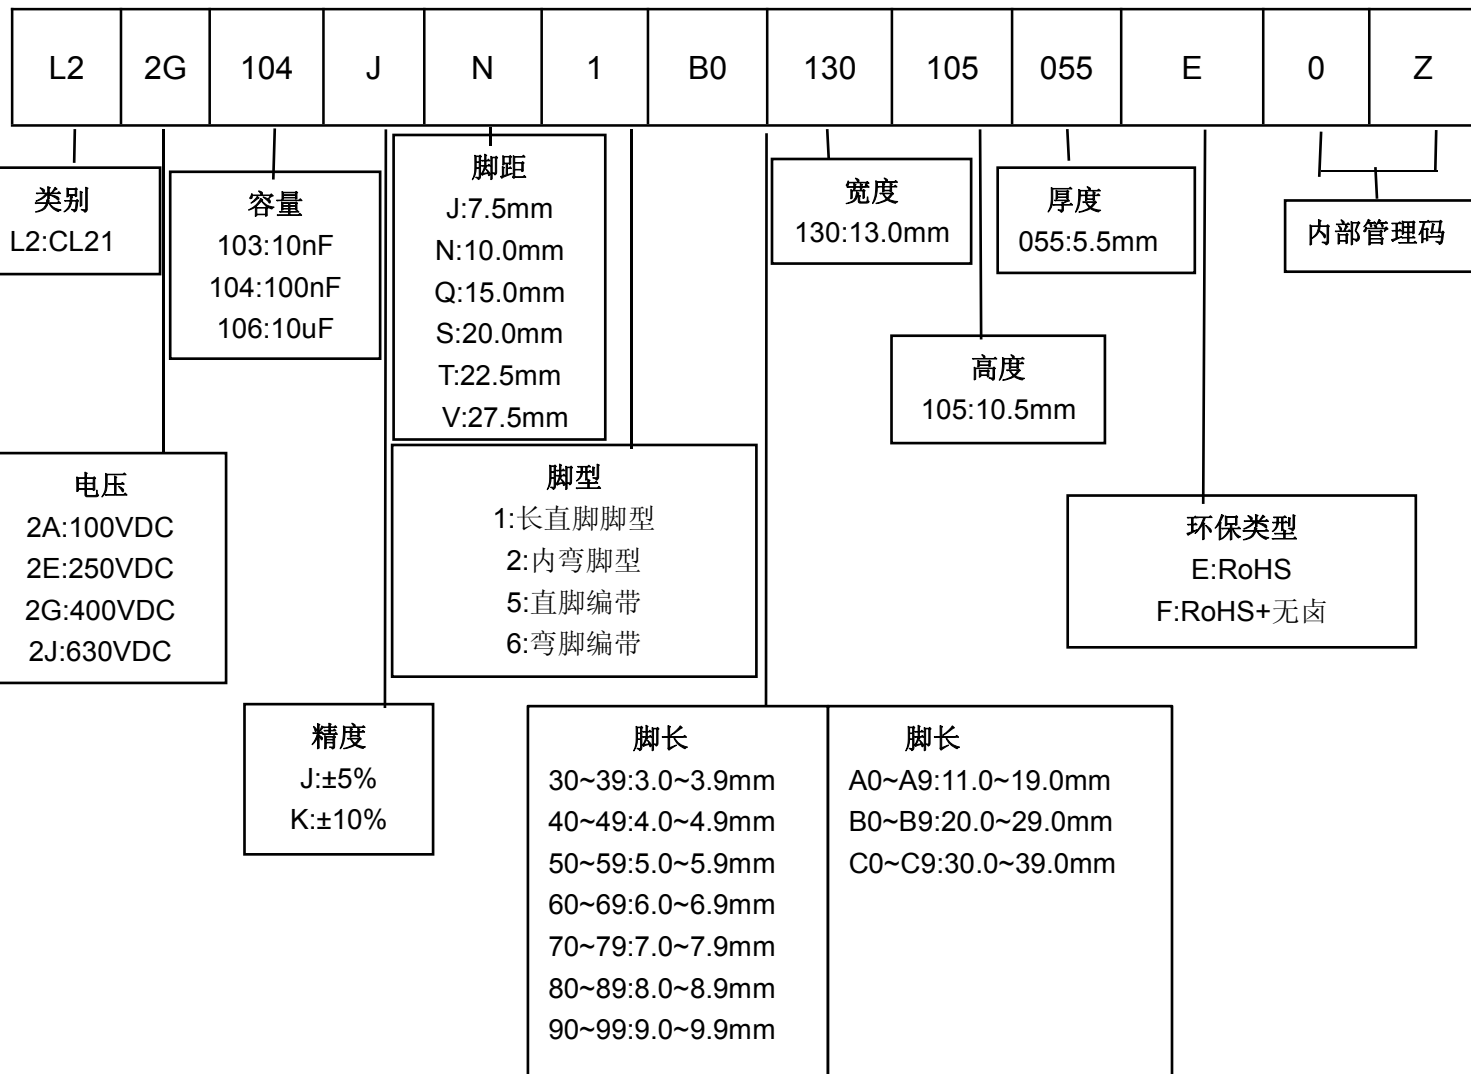 L2 2G 104 J N 1 B0 130 105 055 E 0 Z
类别
L2:CL21
容量
103:10nF
104:100nF
106:10uF
脚距
J:7.5mm
N:10.0mm
Q:15.0mm
S:20.0mm
T:22.5mm
V:27.5mm
宽度
130:13.0mm
厚度
055:5.5mm
内部管理码
高度
105:10.5mm
电压
2A:100VDC
2E:250VDC
2G:400VDC
2J:630VDC
脚型
1:长直脚脚型
2:内弯脚型
5:直脚编带
6:弯脚编带
环保类型
E:RoHS
F:RoHS+无卤
精度
J:±5%
K:±10%
脚长
30~39:3.0~3.9mm
40~49:4.0~4.9mm
50~59:5.0~5.9mm
60~69:6.0~6.9mm
70~79:7.0~7.9mm
80~89:8.0~8.9mm
90~99:9.0~9.9mm
脚长
A0~A9:11.0~19.0mm
B0~B9:20.0~29.0mm
C0~C9:30.0~39.0mm